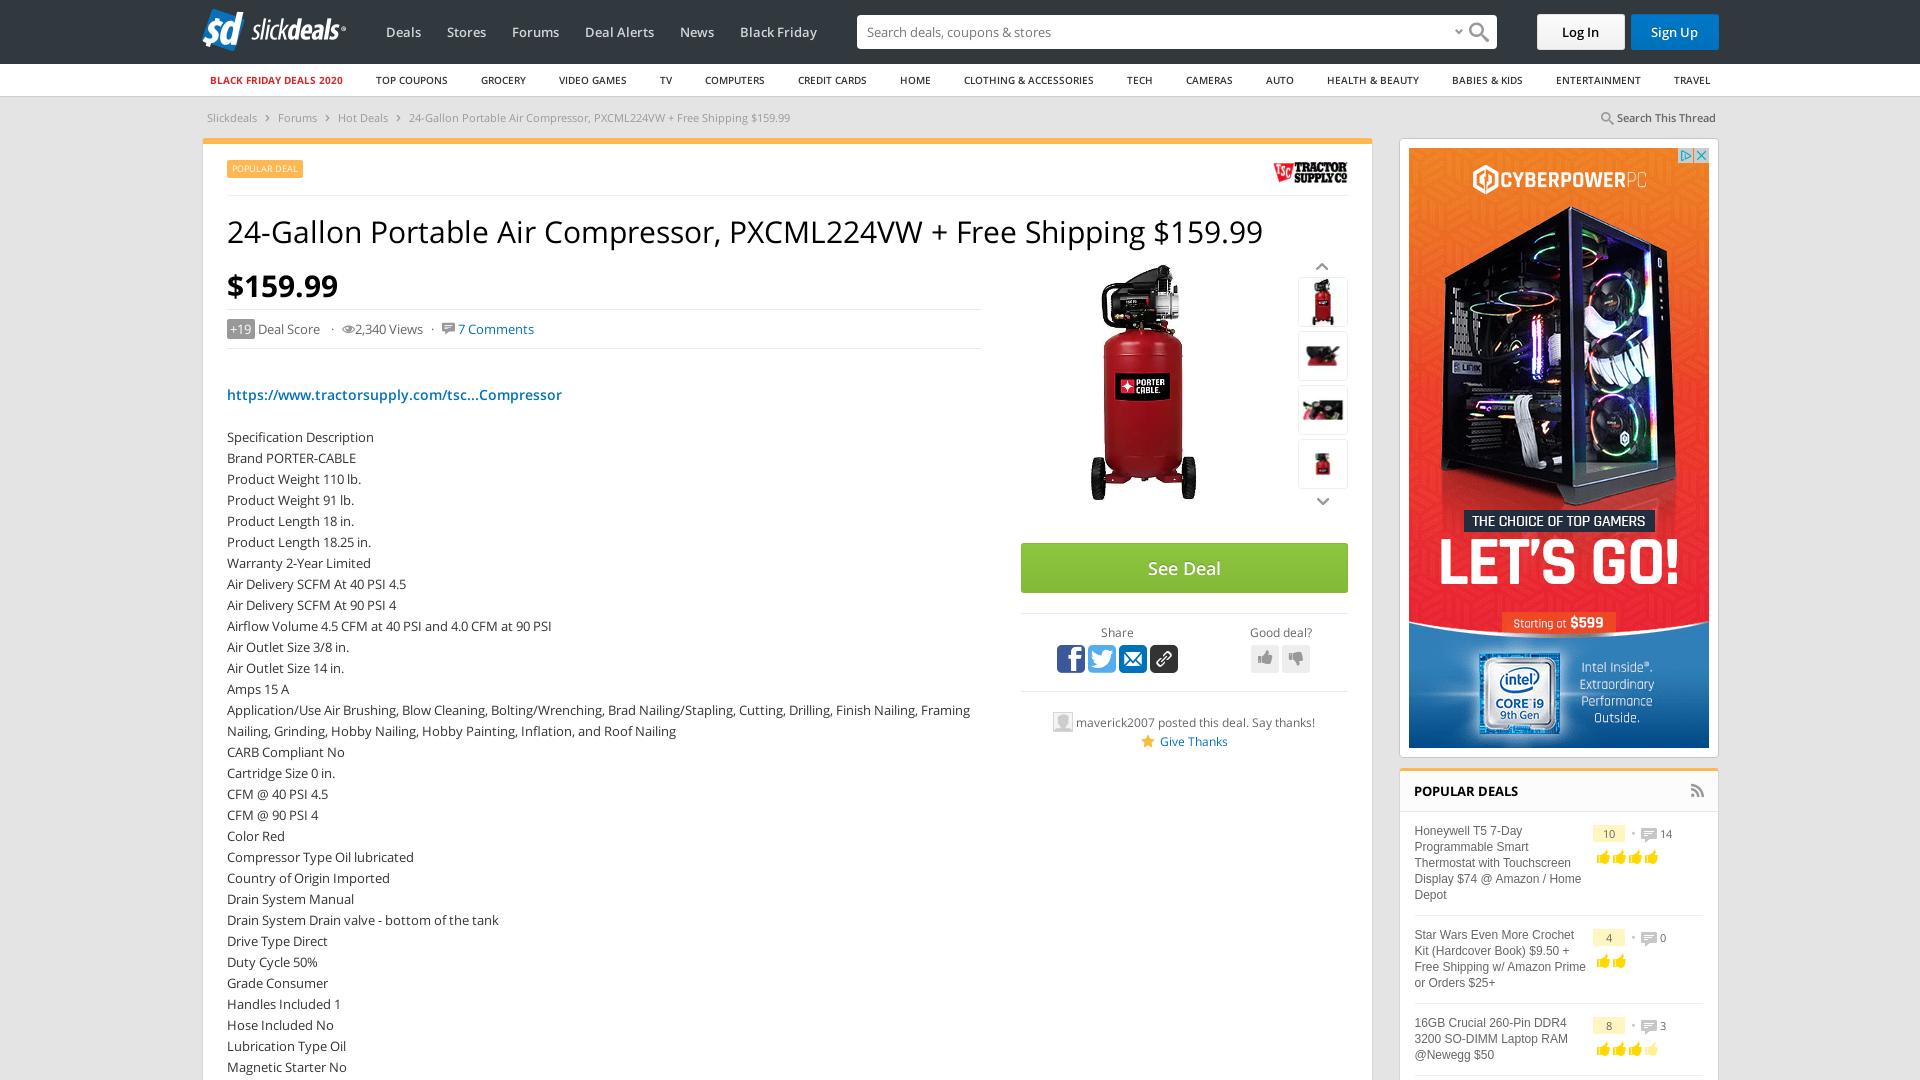 sd slickdeals
Deals Stores Forums Deal Alerts News Black Friday
Search deals, coupons & stores
Log In
Sign Up
BLACK FRIDAY DEALS 2020 TOP COUPONS GROCERY VIDEO GAMES TV COMPUTERS CREDIT CARDS HOME CLOTHING & ACCESSORIES TECH CAMERAS AUTO HEALTH & BEAUTY BABIES & KIDS ENTERTAINMENT TRAVEL
Slickdeals › Forums › Hot Deals › 24-Gallon Portable Air Compressor, PXCML224VW + Free Shipping $159.99
Search This Thread
POPULAR DEAL
TSC TRACTOR SUPPLY CO
24-Gallon Portable Air Compressor, PXCML224VW + Free Shipping $159.99
$159.99
+19 Deal Score · 2,340 Views · 7 Comments
https://www.tractorsupply.com/tsc...Compressor
Specification Description
Brand PORTER-CABLE
Product Weight 110 lb.
Product Weight 91 lb.
Product Length 18 in.
Product Length 18.25 in.
Warranty 2-Year Limited
Air Delivery SCFM At 40 PSI 4.5
Air Delivery SCFM At 90 PSI 4
Airflow Volume 4.5 CFM at 40 PSI and 4.0 CFM at 90 PSI
Air Outlet Size 3/8 in.
Air Outlet Size 14 in.
Amps 15 A
Application/Use Air Brushing, Blow Cleaning, Bolting/Wrenching, Brad Nailing/Stapling, Cutting, Drilling, Finish Nailing, Framing
Nailing, Grinding, Hobby Nailing, Hobby Painting, Inflation, and Roof Nailing
CARB Compliant No
Cartridge Size 0 in.
CFM @ 40 PSI 4.5
CFM @ 90 PSI 4
Color Red
Compressor Type Oil lubricated
Country of Origin Imported
Drain System Manual
Drain System Drain valve - bottom of the tank
Drive Type Direct
Duty Cycle 50%
Grade Consumer
Handles Included 1
Hose Included No
Lubrication Type Oil
Magnetic Starter No
PORTER
CABLE.
See Deal
Share
Good deal?
maverick2007 posted this deal. Say thanks!
Give Thanks
CYBERPOWERPC
THE CHOICE OF TOP GAMERS
LET'S GO!
Starting at $599
intel
CORE i9
9th Gen
Intel Inside®.
Extraordinary
Performance
Outside.
POPULAR DEALS
Honeywell T5 7-Day
Programmable Smart
Thermostat with Touchscreen
Display $74 @ Amazon / Home
Depot
10 • 14
Star Wars Even More Crochet
Kit (Hardcover Book) $9.50 +
Free Shipping w/ Amazon Prime
or Orders $25+
4 • 0
16GB Crucial 260-Pin DDR4
3200 SO-DIMM Laptop RAM
@Newegg $50
8 • 3